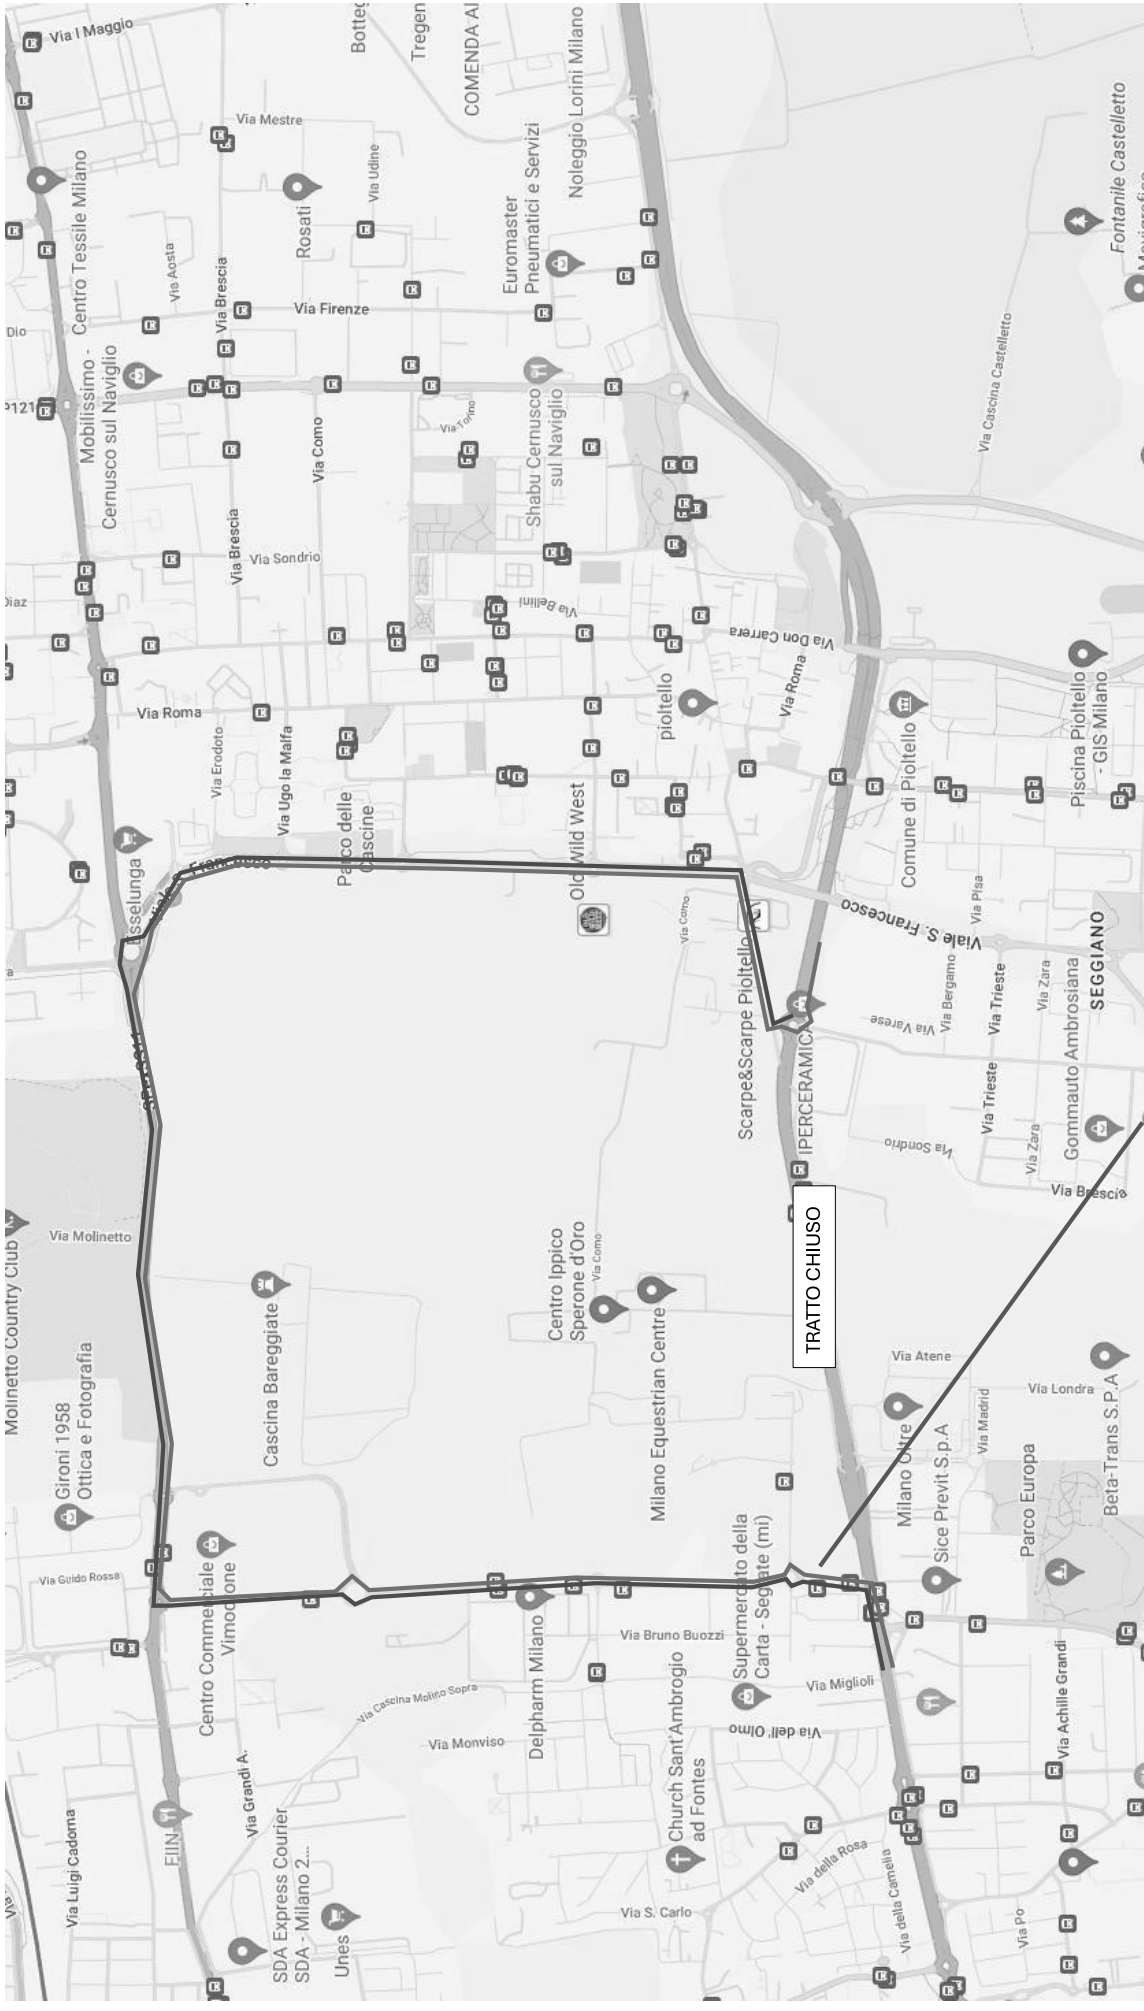 Via I Maggio
Via Mestre
Centro Tessile Milano
Via Udine
Rosati
Via Aosta
Via Brescia
Via Firenze
Euromaster
Pneumatici e Servizi
Noleggio Lorini Milano
COMENDA
Fontanile Castelletto
Via Cascina Castelletto
Mobilissimo -
Cernusco sul Naviglio
Via Como
Via Torino
Shabu Cernusco
sul Naviglio
Via Brescia
Via Sondrio
Via Bellini
Via Don Carrera
Via Roma
Via Roma
Via Erodoto
Via Ugo la Malfa
pioltello
Piscina Pioltello
- GIS Milano
Comune di Pioltello
Parco delle
Cascine
Old Wild West
Esselunga
Viale S. Francesco
Via Pisa
Via Como
Scarpe&Scarpe Pioltello
Viale S. Francesco
Via Bergamo
Via Trieste
Via Zara
SEGGIANO
IPERCERAMICA
Via Varese
Via Trieste
Via Zara
Gommauto Ambrosiana
Via Sondrio
Via Brescia
Molinetto Country Club
Via Molinetto
Cascina Bareggiate
Centro Ippico
Sperone d'Oro
Via Como
Milano Equestrian Centre
TRATTO CHIUSO
Via Atene
Via Londra
Via Madrid
Milano Oltre
Sice Previt S.p.A
Parco Europa
Beta-Trans S.P.A
Gironi 1958
Ottica e Fotografia
Via Guido Rossa
Centro Commerciale
Vimodrone
Delpharm Milano
Via Bruno Buozzi
Supermercato della
Carta - Segrate (mi)
Via Miglioli
Via dell'Olmo
Via Achille Grandi
Via Cascina Molino Sopra
Via Monviso
Church Sant'Ambrogio
ad Fontes
Via Grandi A.
FIIN
Via Luigi Cadorna
SDA Express Courier
SDA - Milano 2...
Unes
Via S. Carlo
Via della Rosa
Via della Camelia
Via Po